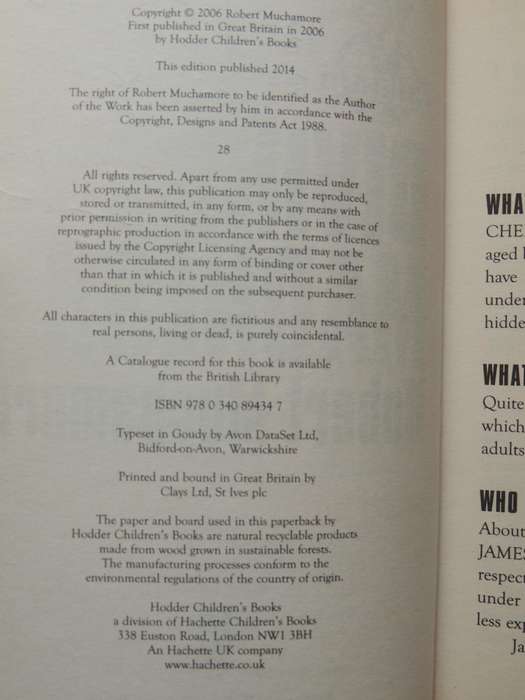 Copyright © 2006 Robert Muchamore
First published in Great Britain in 2006
by Hodder Children's Books
This edition published 2014
The right of Robert Muchamore to be identified as the Author
of the Work has been asserted by him in accordance with the
Copyright, Designs and Patents Act 1988.
28
All rights reserved. Apart from any use permitted under
UK copyright law, this publication may only be reproduced,
stored or transmitted, in any form, or by any means with
prior permission in writing from the publishers or in the case of
reprographic production in accordance with the terms of licences
issued by the Copyright Licensing Agency and may not be
otherwise circulated in any form of binding or cover other
than that in which it is published and without a similar
condition being imposed on the subsequent purchaser.
All characters in this publication are fictitious and any resemblance to
real persons, living or dead, is purely coincidental.
A Catalogue record for this book is available
from the British Library
ISBN 978 0 340 89434 7
Typeset in Goudy by Avon DataSet Ltd,
Bidford-on-Avon, Warwickshire
Printed and bound in Great Britain by
Clays Ltd, St Ives plc
The paper and board used in this paperback by
Hodder Children's Books are natural recyclable products
made from wood grown in sustainable forests.
The manufacturing processes conform to the
environmental regulations of the country of origin.
Hodder Children's Books
a division of Hachette Children's Books
338 Euston Road, London NW1 3BH
An Hachette UK company
www.hachette.co.uk
WHA
CHE
aged
have
under
hidde
WHAT
Quite
which
adults
WHO
About
JAMES
respect
under
less exp
Ja